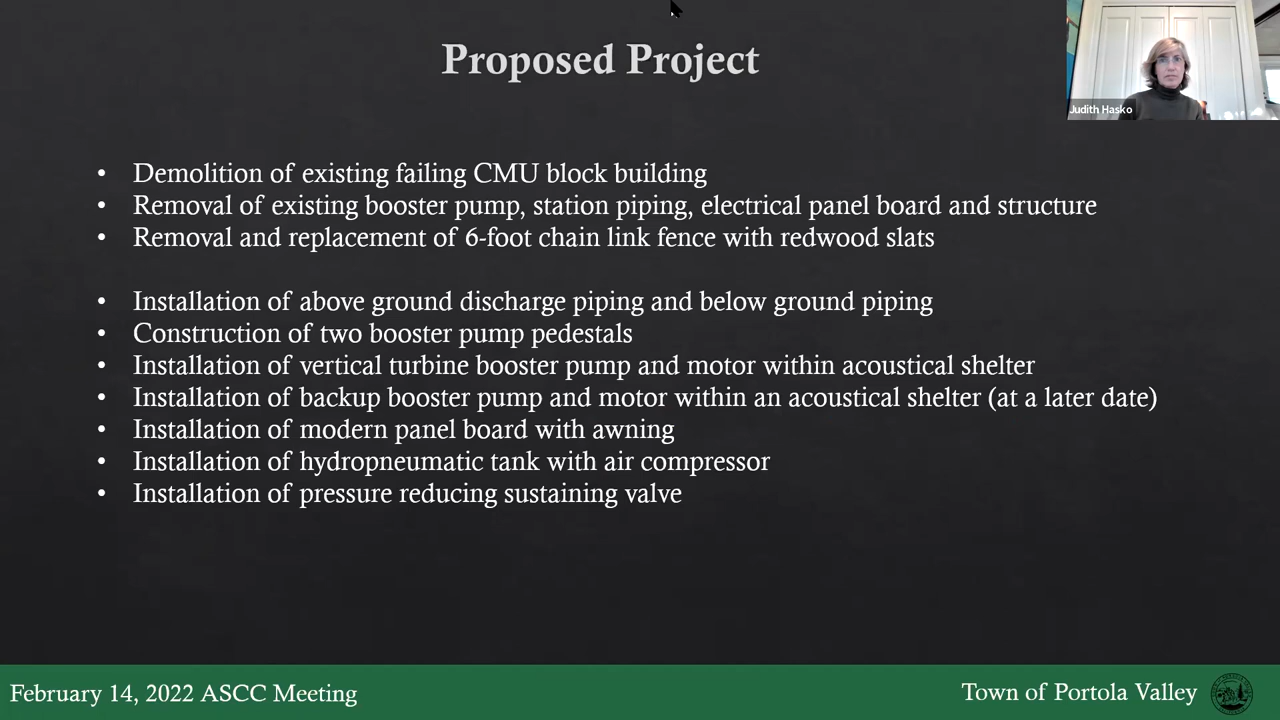 Proposed Project
Judith Hasko
• Demolition of existing failing CMU block building
• Removal of existing booster pump, station piping, electrical panel board and structure
• Removal and replacement of 6-foot chain link fence with redwood slats
• Installation of above ground discharge piping and below ground piping
• Construction of two booster pump pedestals
• Installation of vertical turbine booster pump and motor within acoustical shelter
• Installation of backup booster pump and motor within an acoustical shelter (at a later date)
• Installation of modern panel board with awning
• Installation of hydropneumatic tank with air compressor
• Installation of pressure reducing sustaining valve
February 14, 2022 ASCC Meeting
Town of Portola Valley